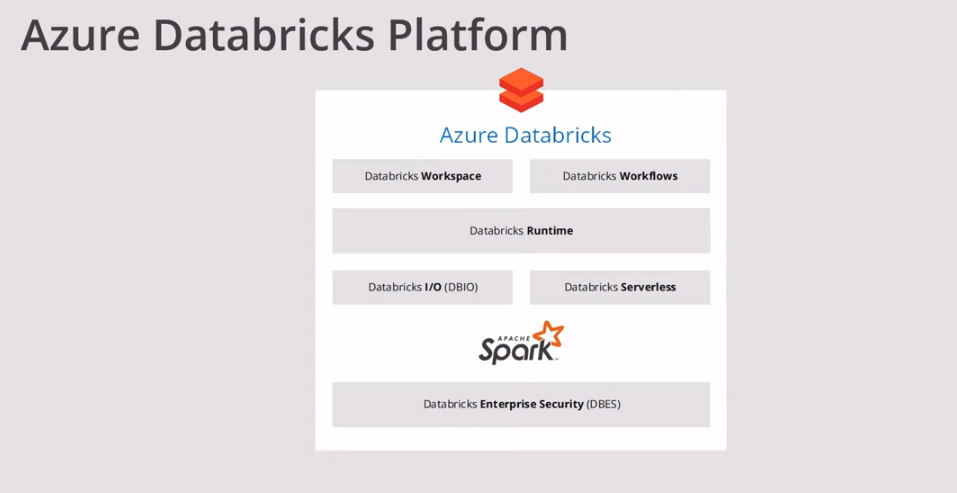 Azure Databricks Platform
Azure Databricks
Databricks Workspace
Databricks Workflows
Databricks Runtime
Databricks I/O (DBIO)
Databricks Serverless
APACHE
Spark™
Databricks Enterprise Security (DBES)